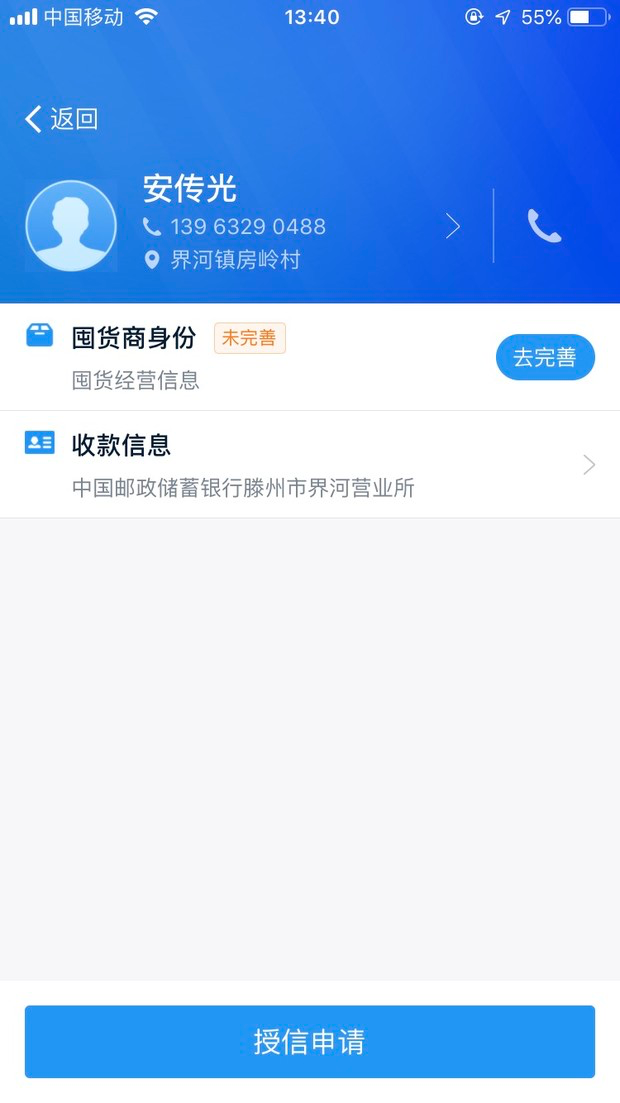 中国移动 13:40 55%
返回
安传光
139 6329 0488
界河镇房岭村
囤货商身份 未完善
去完善
囤货经营信息
收款信息
中国邮政储蓄银行滕州市界河营业所
授信申请